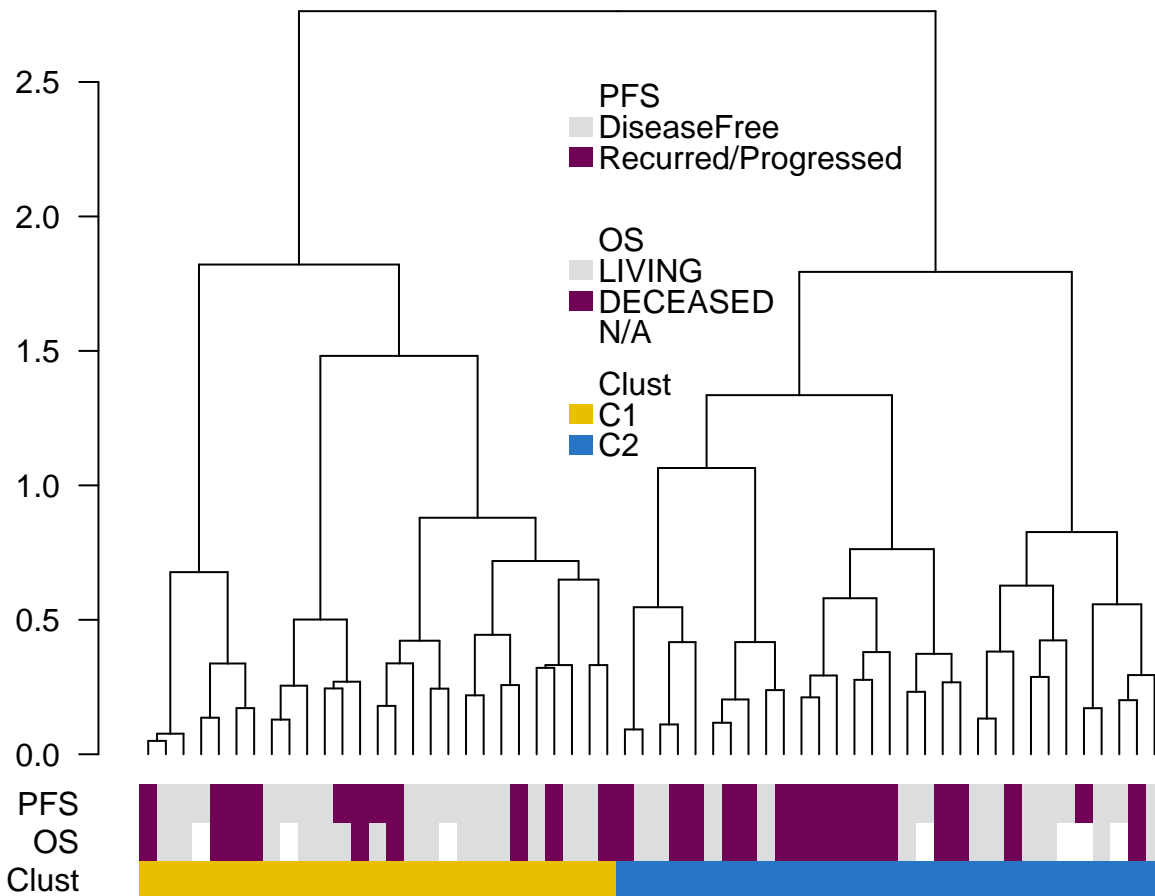 2.5
2.0
1.5
1.0
0.5
0.0
PFS
DiseaseFree
Recurred/Progressed
OS
LIVING
DECEASED
N/A
Clust
C1
C2
PFS
OS
Clust